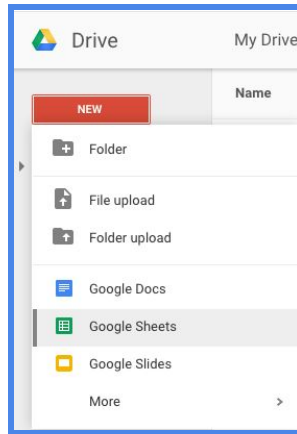 Drive My Drive
Name
NEW
Folder
File upload
Folder upload
Google Docs
Google Sheets
Google Slides
More